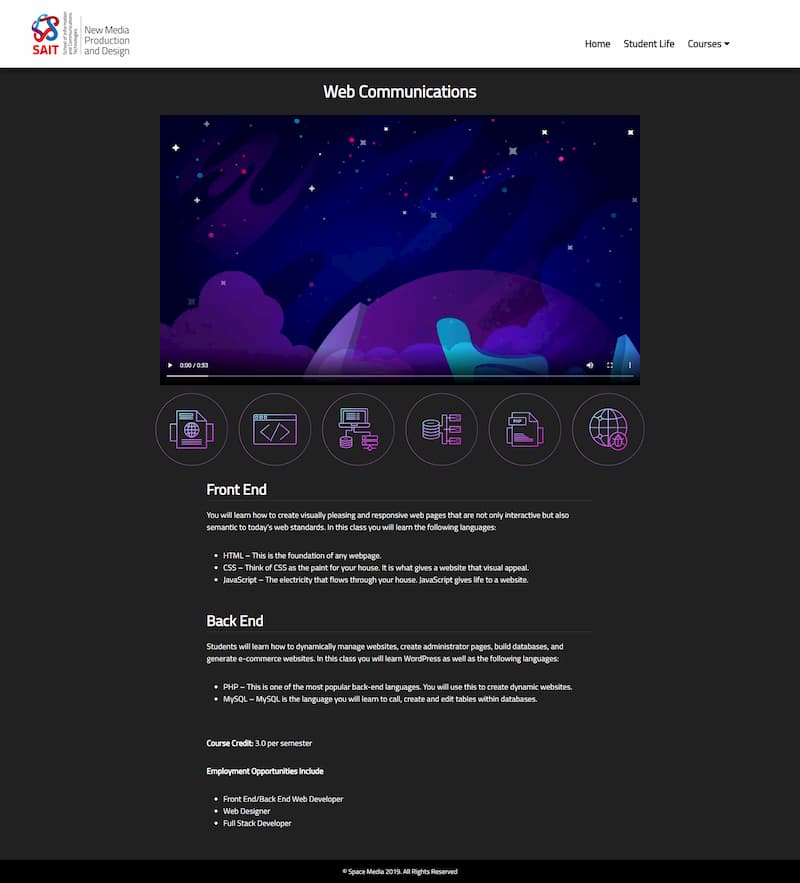 SAIT
School of Information
and Communications
Technologies
New Media
Production
and Design
Home Student Life Courses
Web Communications
0:00 / 0:33
PHP
Front End
You will learn how to create visually pleasing and responsive web pages that are not only interactive but also
semantic to today's web standards. In this class you will learn the following languages:
HTML – This is the foundation of any webpage.
CSS – Think of CSS as the paint for your house. It is what gives a website that visual appeal.
JavaScript – The electricity that flows through your house. JavaScript gives life to a website.
Back End
Students will learn how to dynamically manage websites, create administrator pages, build databases, and
generate e-commerce websites. In this class you will learn WordPress as well as the following languages:
PHP – This is one of the most popular back-end languages. You will use this to create dynamic websites.
MySQL – MySQL is the language you will learn to call, create and edit tables within databases.
Course Credit: 3.0 per semester
Employment Opportunities Include
Front End/Back End Web Developer
Web Designer
Full Stack Developer
© Space Media 2019. All Rights Reserved